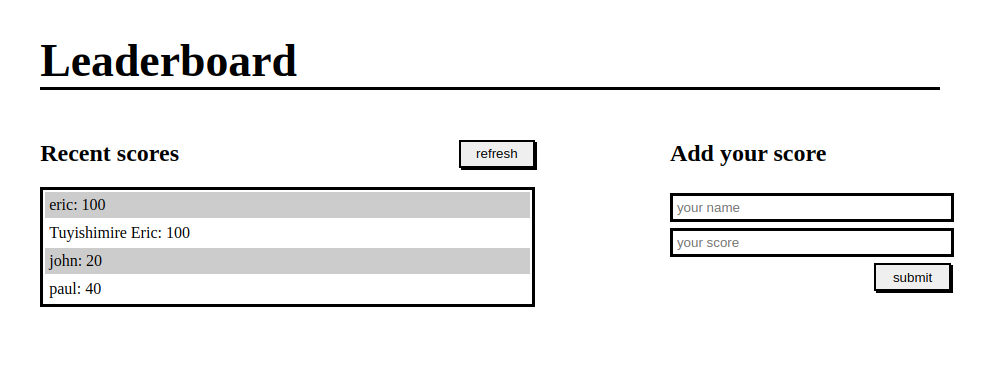 Leaderboard
Recent scores
refresh
eric: 100
Tuyishimire Eric: 100
john: 20
paul: 40
Add your score
your name
your score
submit